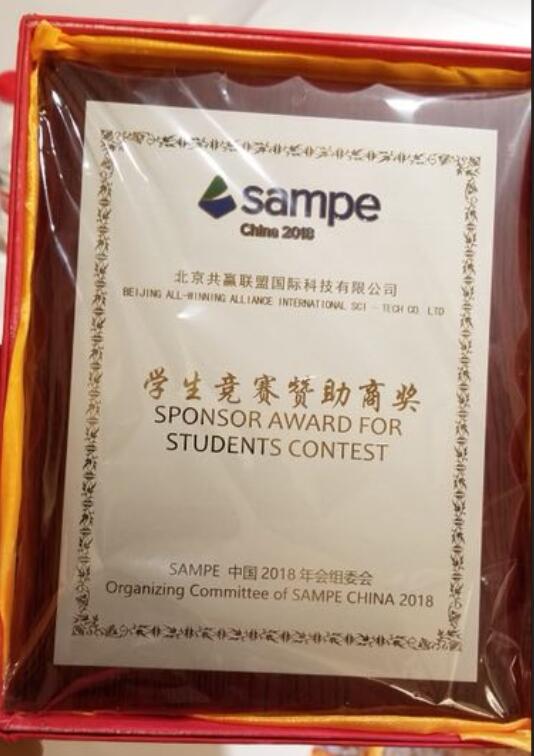 sampe
China 2018
北京共赢联盟国际科技有限公司
BEIJING ALL-WINNING ALLIANCE INTERNATIONAL SCI - TECH CO. LTD
学生竞赛赞助商奖
SPONSOR AWARD FOR
STUDENTS CONTEST
SAMPE 中国 2018 年会组委会
Organizing Committee of SAMPE CHINA 2018